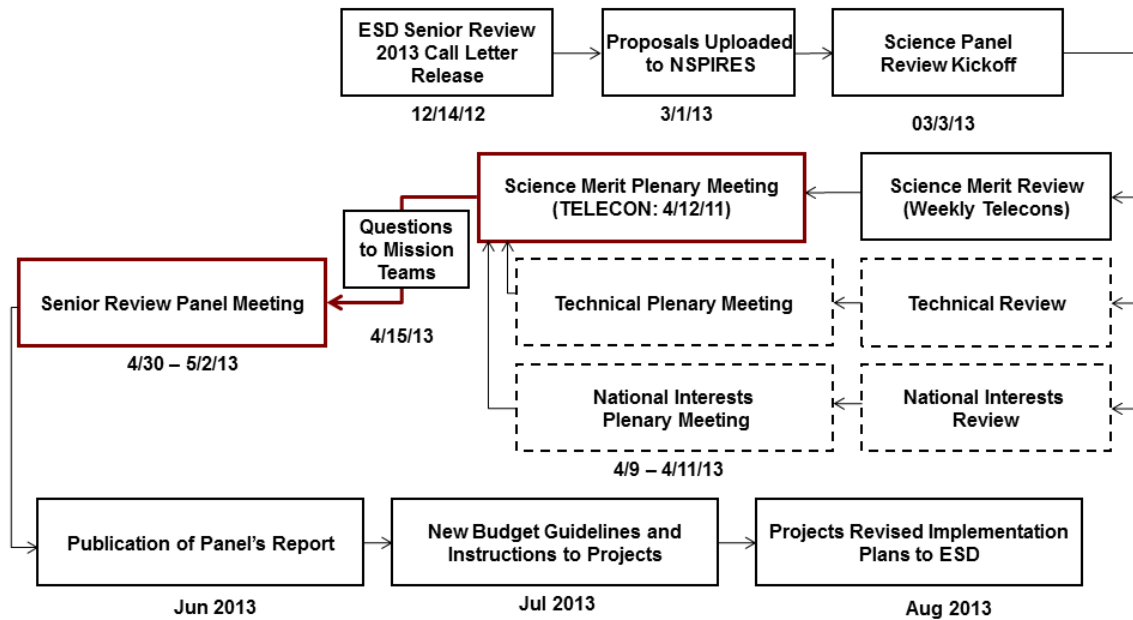 ESD Senior Review
2013 Call Letter
Release
12/14/12
Proposals Uploaded
to NSPIRES
3/1/13
Science Panel
Review Kickoff
03/3/13
Science Merit Plenary Meeting
(TELECON: 4/12/11)
Science Merit Review
(Weekly Telecons)
Questions
to Mission
Teams
4/15/13
Senior Review Panel Meeting
4/30 – 5/2/13
Technical Plenary Meeting
Technical Review
National Interests
Plenary Meeting
4/9 – 4/11/13
National Interests
Review
Publication of Panel’s Report
Jun 2013
New Budget Guidelines and
Instructions to Projects
Jul 2013
Projects Revised Implementation
Plans to ESD
Aug 2013